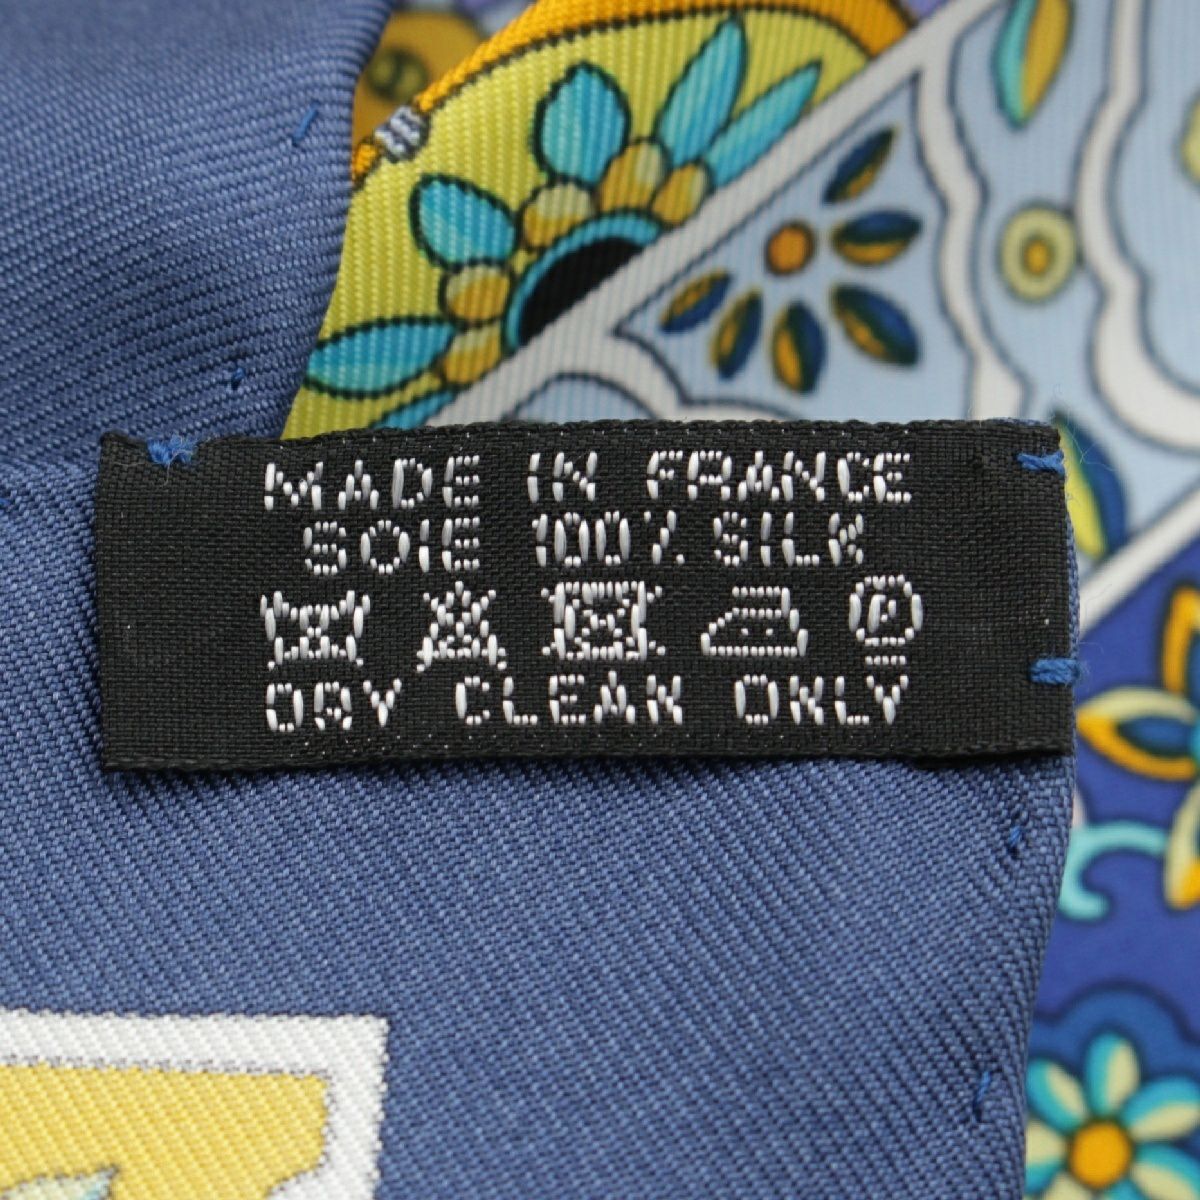 MADE IN FRANCE
SOIE 100% SILK
P
DRY CLEAN ONLY